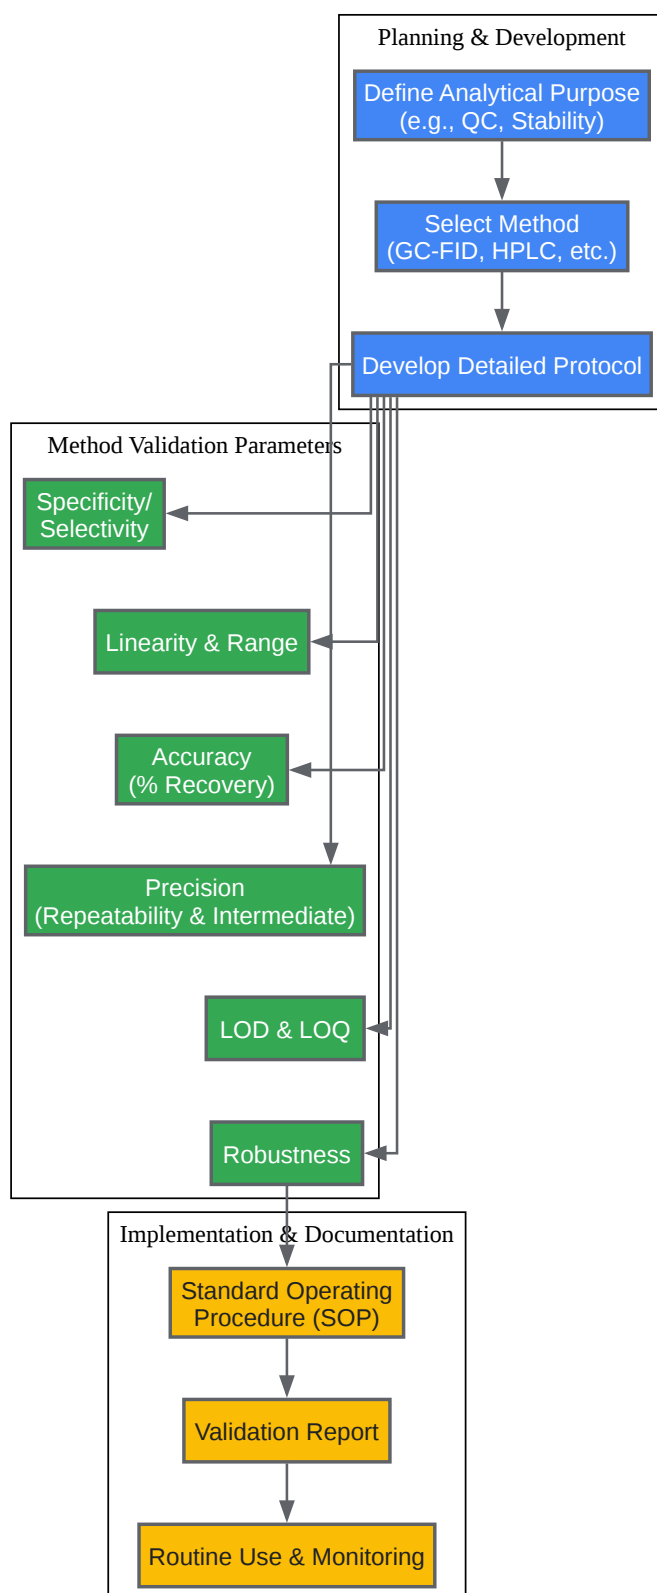 Planning & Development
Define Analytical Purpose
(e.g., QC, Stability)
Select Method
(GC-FID, HPLC, etc.)
Develop Detailed Protocol
Method Validation Parameters
Specificity/
Selectivity
Linearity & Range
Accuracy
(% Recovery)
Precision
(Repeatability & Intermediate)
LOD & LOQ
Robustness
Implementation & Documentation
Standard Operating
Procedure (SOP)
Validation Report
Routine Use & Monitoring